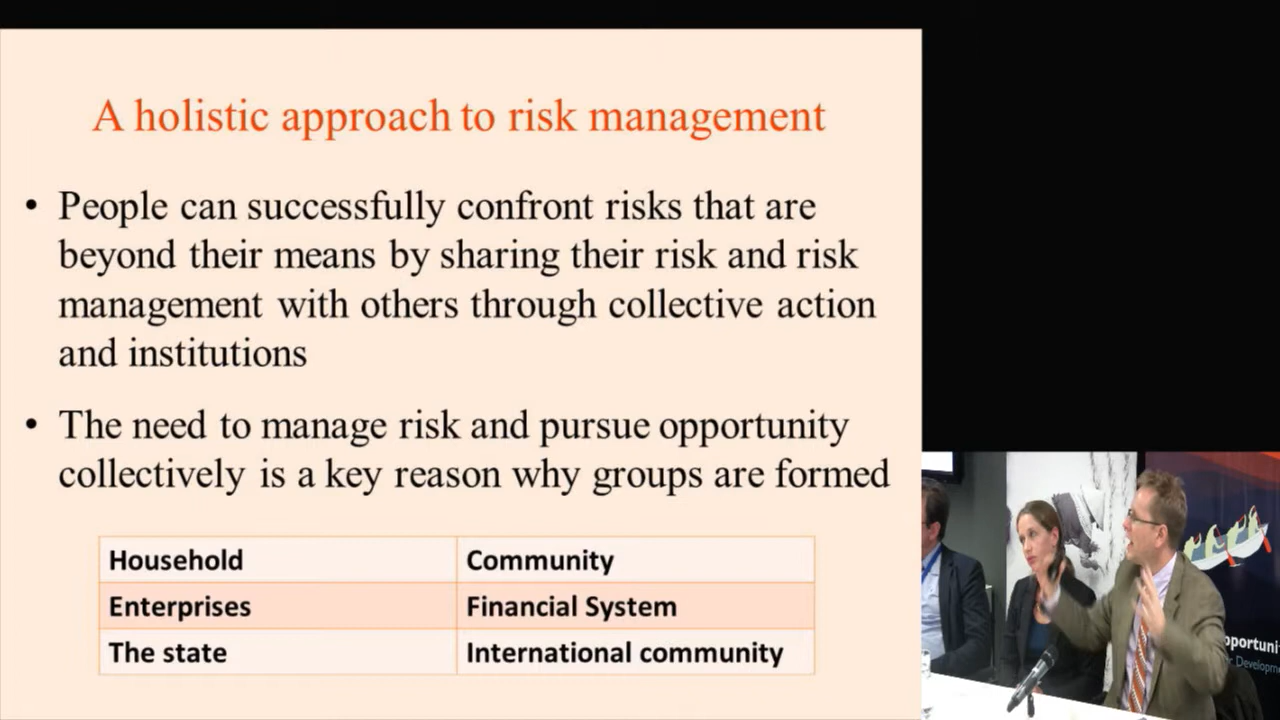 A holistic approach to risk management
• People can successfully confront risks that are
beyond their means by sharing their risk and risk
management with others through collective action
and institutions
• The need to manage risk and pursue opportunity
collectively is a key reason why groups are formed
Household Community
Enterprises Financial System
The state International community